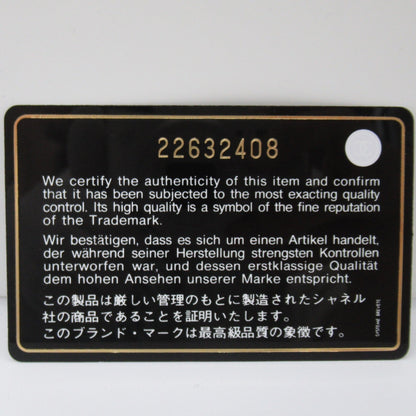 22632408
We certify the authenticity of this item and confirm
that it has been subjected to the most exacting quality
control. Its high quality is a symbol of the fine reputation
of the Trademark.
Wir bestätigen, dass es sich um einen Artikel handelt,
der während seiner Herstellung strengsten Kontrollen
unterworfen war, und dessen erstklassige Qualität
dem hohen Ansehen unserer Marke entspricht.
この製品は厳しい管理のもとに製造されたシャネル
社の商品であることを証明いたします。
このブランド・マークは最高級品質の象徴です。
SYSTEME BREVETE